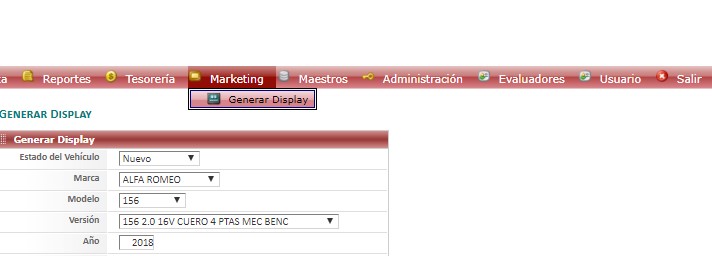 ta Reportes Tesorería Marketing Maestros Administración Evaluadores Usuario Salir
Generar Display
GENERAR DISPLAY
Generar Display
Estado del Vehículo Nuevo
Marca ALFA ROMEO
Modelo 156
Versión 156 2.0 16V CUERO 4 PTAS MEC BENC
Año 2018